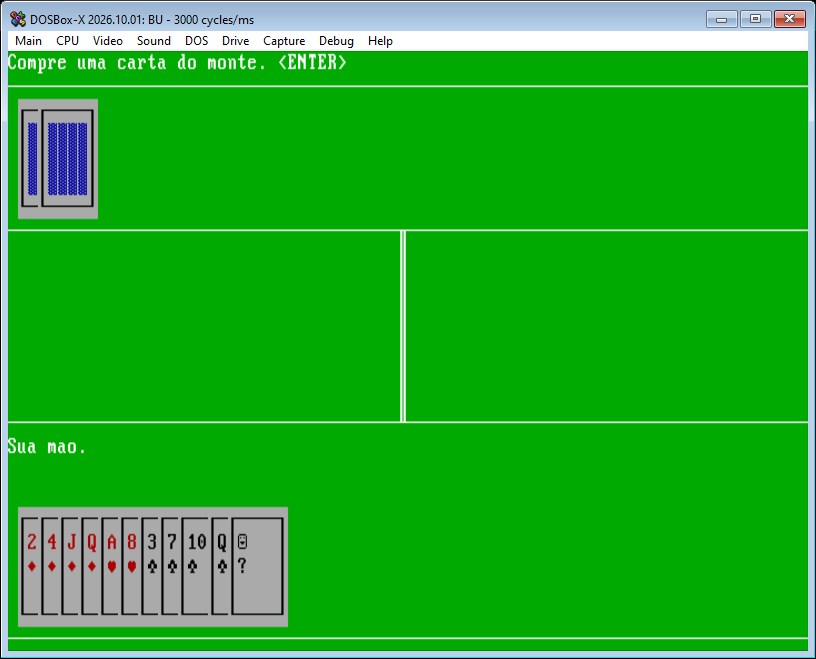 DOSBox-X 2026.10.01: BU - 3000 cycles/ms
Main CPU Video Sound DOS Drive Capture Debug Help
Compre uma carta do monte. <ENTER>
Sua mao.
2 4 J Q A 8 3 7 10 Q
♦ ♦ ♦ ♦ ♥ ♥ ♣ ♣ ♣ ♣ ?